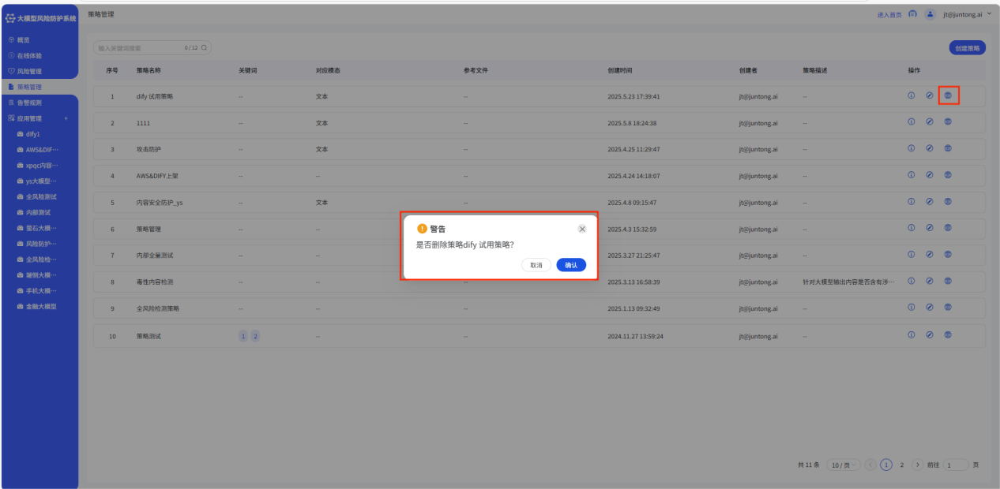 大模型风险防护系统
策略管理
进入首页
jt@juntong.ai
概览
在线体验
风险管理
策略管理
告警规则
应用管理 +
dify1
AWS&DIF···
xpqc内容···
ys大模型···
全风险测试
内部测试
萤石大模···
风险防护···
全风险检···
端侧大模···
手机大模···
金融大模型
输入关键词搜索 0 / 12
创建策略
序号 策略名称 关键词 对应模态 参考文件 创建时间 创建者 策略描述 操作
1 dify 试用策略 -- 文本 -- 2025.5.23 17:39:41 jt@juntong.ai --
2 1111 -- 文本 -- 2025.5.8 18:24:38 jt@juntong.ai --
3 攻击防护 -- 文本 -- 2025.4.25 11:29:47 jt@juntong.ai --
4 AWS&DIFY上架 -- -- -- 2025.4.24 14:18:07 jt@juntong.ai --
5 内容安全防护_ys -- 文本 -- 2025.4.8 09:15:47 jt@juntong.ai --
6 策略管理 -- -- 2025.4.3 15:32:59 jt@juntong.ai --
7 内部全量测试 -- -- 2025.3.27 21:25:47 jt@juntong.ai --
8 毒性内容检测 -- -- -- 2025.3.13 16:58:39 jt@juntong.ai 针对大模型输出内容是否含有涉···
9 全风险检测策略 -- -- -- 2025.1.13 09:32:49 jt@juntong.ai --
10 策略测试 1 2 -- -- 2024.11.27 13:59:24 jt@juntong.ai --
警告
是否删除策略dify 试用策略?
取消 确认
共 11 条 10 / 页 1 2 前往 1 页